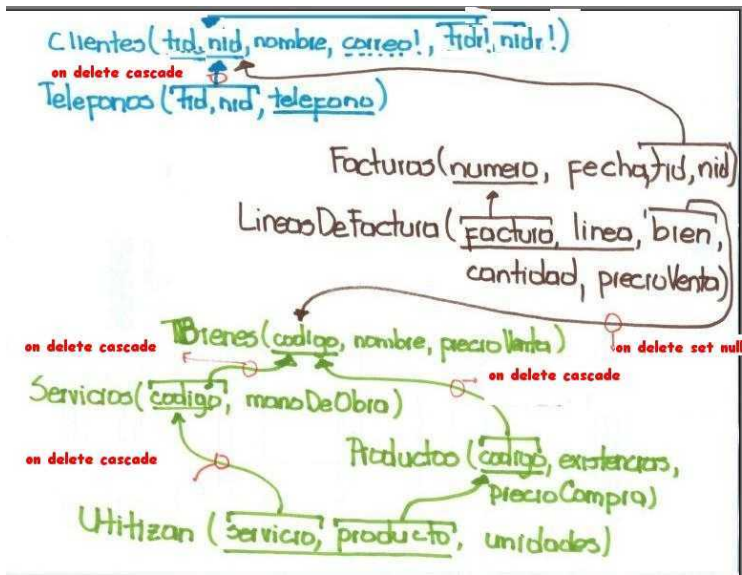 Clientes(tid, nid, nombre, correo!, tidr!, nidr!)
on delete cascade
Telefonos(tid, nid, telefono)
Facturas(numero, fecha, tid, nid)
LineasDeFactura(factura, linea, bien,
cantidad, precioVenta)
Bienes(codigo, nombre, precioVenta)
on delete cascade
on delete set null
on delete cascade
Servicios(codigo, manoDeObra)
on delete cascade
Productos (codigo, existencias,
precioCompra)
Utilizan (servicio, producto, unidades)